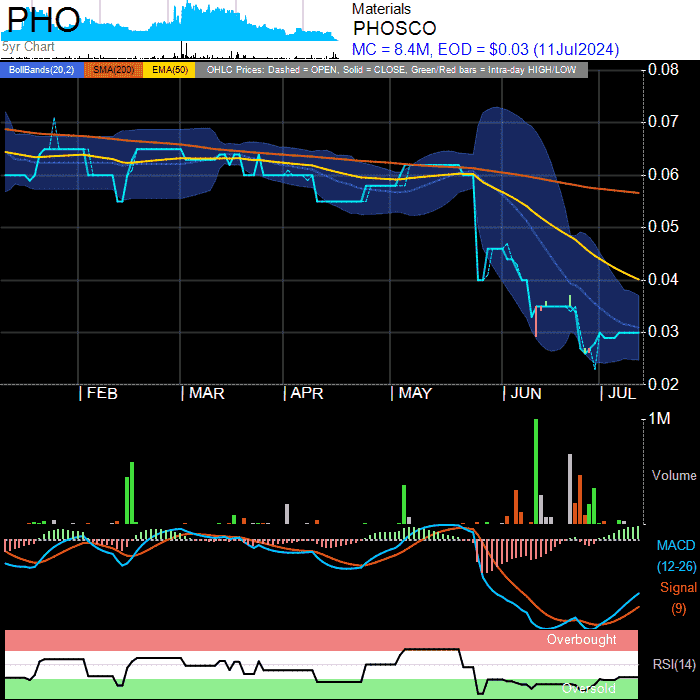 PHO
5yr Chart
Materials
PHOSCO
MC = 8.4M, EOD = $0.03 (11Jul2024)
BollBands(20,2) SMA(200) EMA(50) OHLC Prices: Dashed = OPEN, Solid = CLOSE, Green/Red bars = Intra-day HIGH/LOW
0.08
0.07
0.06
0.05
0.04
0.03
0.02
| FEB | MAR | APR | MAY | JUN | JUL
1M
Volume
MACD
(12-26)
Signal
(9)
Overbought
RSI(14)
Oversold